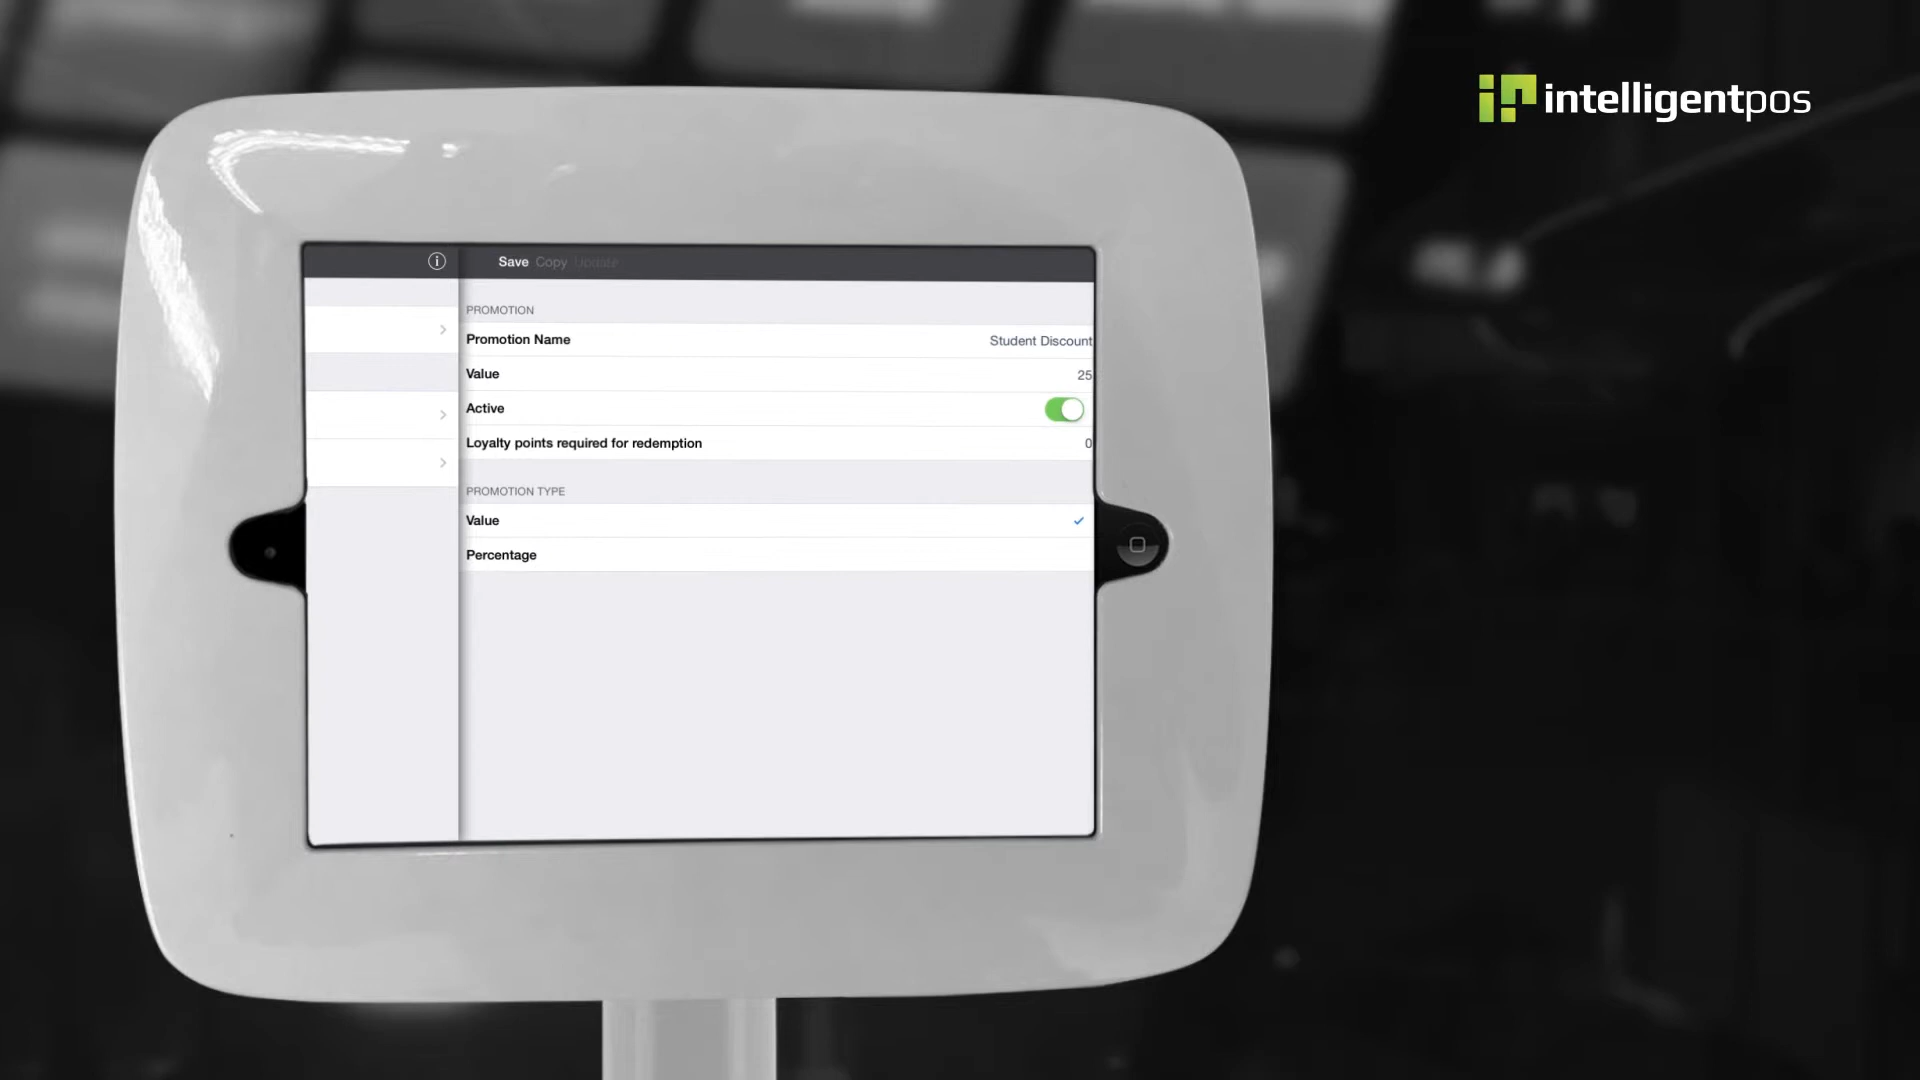 intelligentpos
Save Copy Update
PROMOTION
Promotion Name Student Discount
Value 25
Active
Loyalty points required for redemption 0
PROMOTION TYPE
Value
Percentage